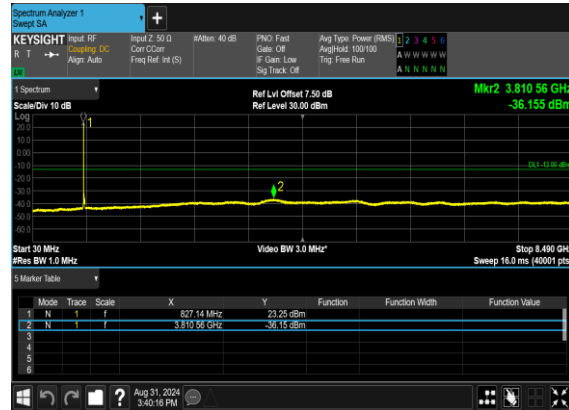 Spectrum Analyzer 1
Swept SA
+
KEYSIGHT Input: RF Input Z: 50 Ω #Atten: 40 dB PNO: Fast Avg Type: Power (RMS) 1 2 3 4 5 6
R T Coupling: DC Corr CCorr Gate: Off Avg|Hold: 100/100 A W W W W W
Align: Auto Freq Ref: Int (S) IF Gain: Low Trig: Free Run
Sig Track: Off A N N N N N
1 Spectrum Ref Lvl Offset 7.50 dB Mkr2 3.810 56 GHz
Scale/Div 10 dB Ref Level 30.00 dBm -36.155 dBm
Log
20.0
10.0
0.00
-10.0
-20.0
-30.0
-40.0
-50.0
-60.0
1
DL1 -13.00 dBm
2
Start 30 MHz Video BW 3.0 MHz* Stop 8.490 GHz
#Res BW 1.0 MHz Sweep 16.0 ms (40001 pts)
5 Marker Table
Mode Trace Scale X Y Function Function Width Function Value
1 N 1 f 827.14 MHz 23.25 dBm
2 N 1 f 3.810 56 GHz -36.15 dBm
3
4
5
6
? Aug 31, 2024
3:40:16 PM